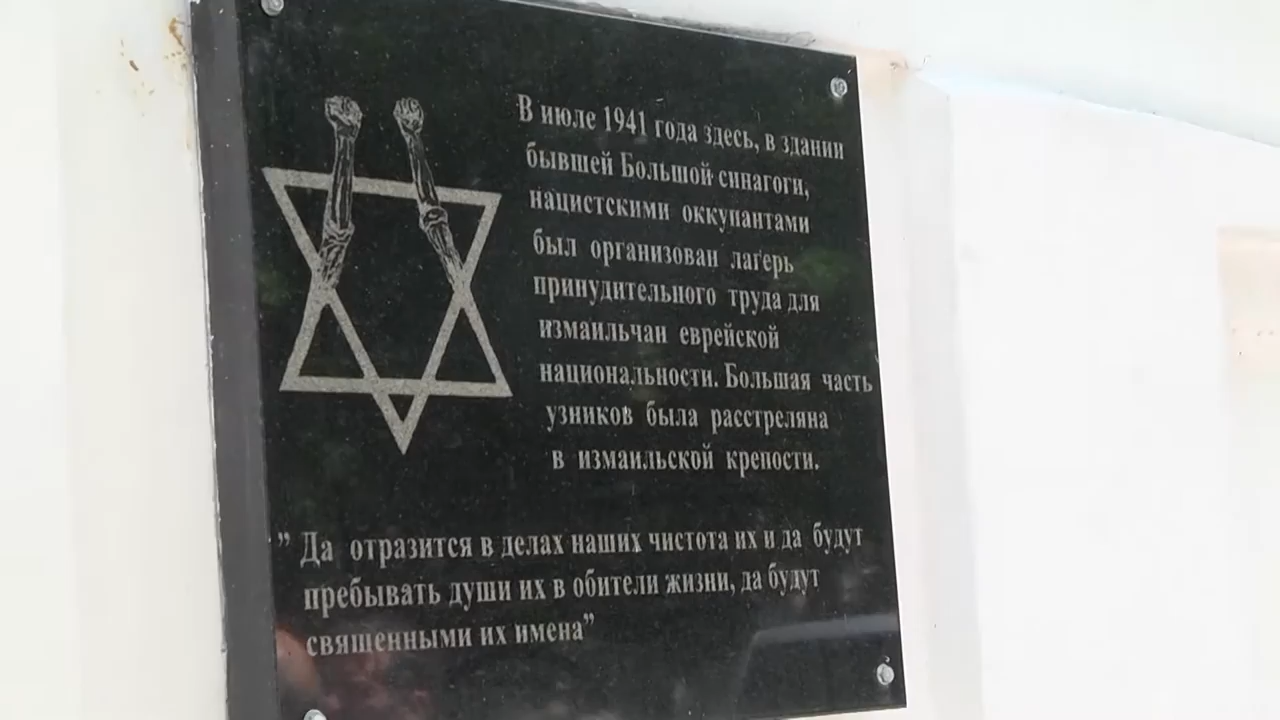 В июле 1941 года здесь, в здании
бывшей Большой синагоги,
нацистскими оккупантами
был организован лагерь
принудительного труда для
измаильчан еврейской
национальности. Большая часть
узников была расстреляна
в измаильской крепости.
" Да отразится в делах наших чистота их и да будут
пребывать души их в обители жизни, да будут
священными их имена"